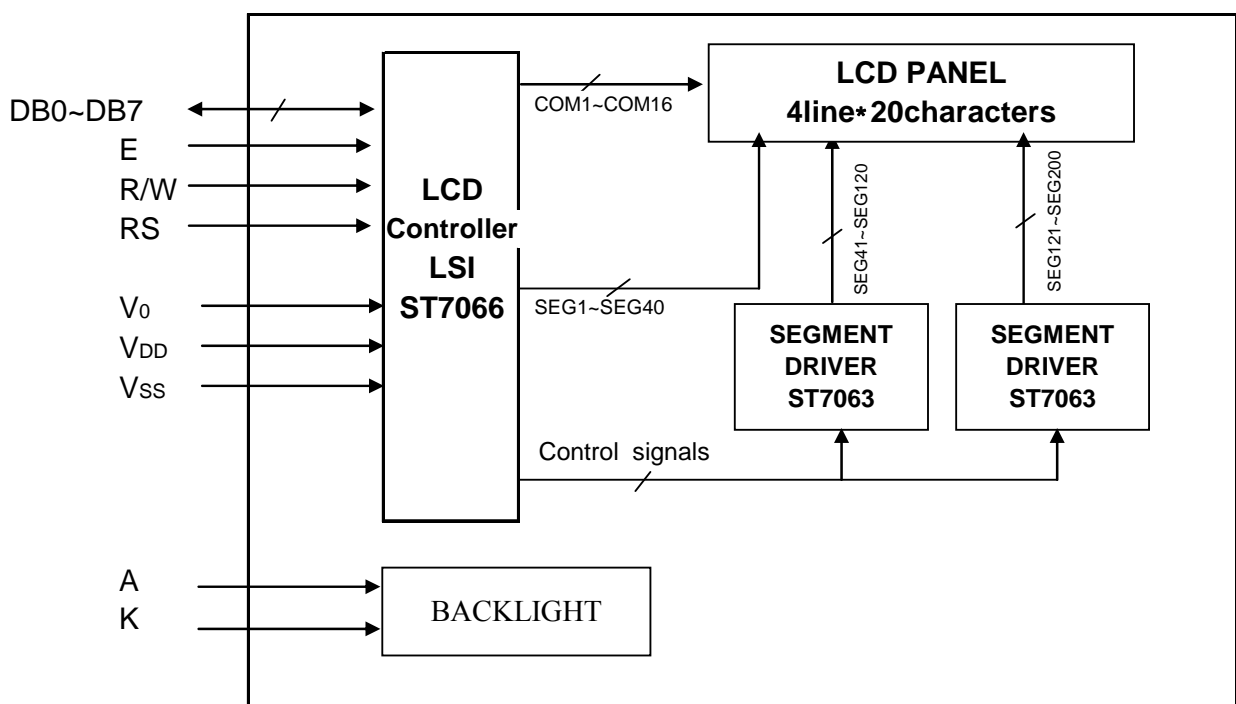 DB0~DB7
E
R/W
RS
V0
VDD
VSS
A
K
LCD
Controller
LSI
ST7066
COM1~COM16
SEG1~SEG40
Control signals
LCD PANEL
4line*20characters
SEG41~SEG120
SEG121~SEG200
SEGMENT
DRIVER
ST7063
SEGMENT
DRIVER
ST7063
BACKLIGHT